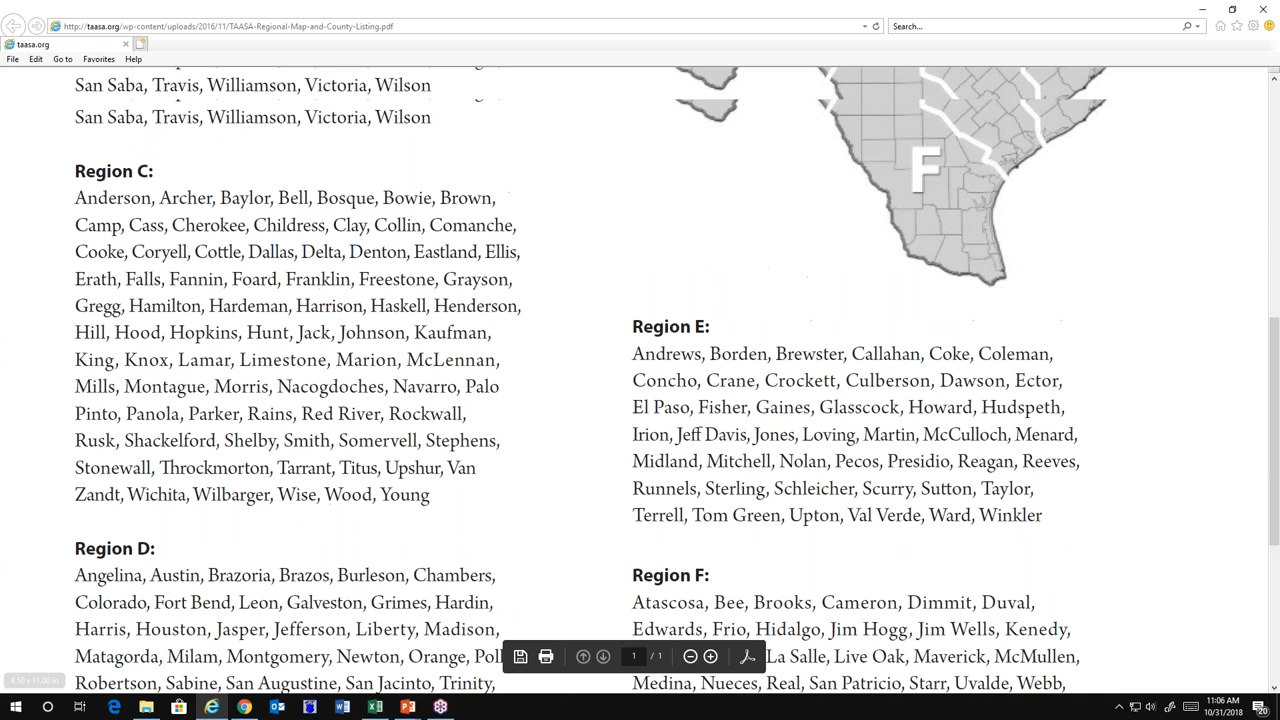 http://taasa.org/wp-content/uploads/2016/11/TAASA-Regional-Map-and-County-Listing.pdf
Search...
taasa.org
File Edit Go to Favorites Help
San Saba, Travis, Williamson, Victoria, Wilson
San Saba, Travis, Williamson, Victoria, Wilson
Region C:
Anderson, Archer, Baylor, Bell, Bosque, Bowie, Brown,
Camp, Cass, Cherokee, Childress, Clay, Collin, Comanche,
Cooke, Coryell, Cottle, Dallas, Delta, Denton, Eastland, Ellis,
Erath, Falls, Fannin, Foard, Franklin, Freestone, Grayson,
Gregg, Hamilton, Hardeman, Harrison, Haskell, Henderson,
Hill, Hood, Hopkins, Hunt, Jack, Johnson, Kaufman,
King, Knox, Lamar, Limestone, Marion, McLennan,
Mills, Montague, Morris, Nacogdoches, Navarro, Palo
Pinto, Panola, Parker, Rains, Red River, Rockwall,
Rusk, Shackelford, Shelby, Smith, Somervell, Stephens,
Stonewall, Throckmorton, Tarrant, Titus, Upshur, Van
Zandt, Wichita, Wilbarger, Wise, Wood, Young
Region D:
Angelina, Austin, Brazoria, Brazos, Burleson, Chambers,
Colorado, Fort Bend, Leon, Galveston, Grimes, Hardin,
Harris, Houston, Jasper, Jefferson, Liberty, Madison,
Matagorda, Milam, Montgomery, Newton, Orange,
Robertson, Sabine, San Augustine, San Jacinto, Trinity,
F
Region E:
Andrews, Borden, Brewster, Callahan, Coke, Coleman,
Concho, Crane, Crockett, Culberson, Dawson, Ector,
El Paso, Fisher, Gaines, Glasscock, Howard, Hudspeth,
Irion, Jeff Davis, Jones, Loving, Martin, McCulloch, Menard,
Midland, Mitchell, Nolan, Pecos, Presidio, Reagan, Reeves,
Runnels, Sterling, Schleicher, Scurry, Sutton, Taylor,
Terrell, Tom Green, Upton, Val Verde, Ward, Winkler
Region F:
Atascosa, Bee, Brooks, Cameron, Dimmit, Duval,
Edwards, Frio, Hidalgo, Jim Hogg, Jim Wells, Kenedy,
La Salle, Live Oak, Maverick, McMullen,
Medina, Nueces, Real, San Patricio, Starr, Uvalde, Webb,
1 / 1
8.50 x 11.00 in
11:06 AM
10/31/2018
20